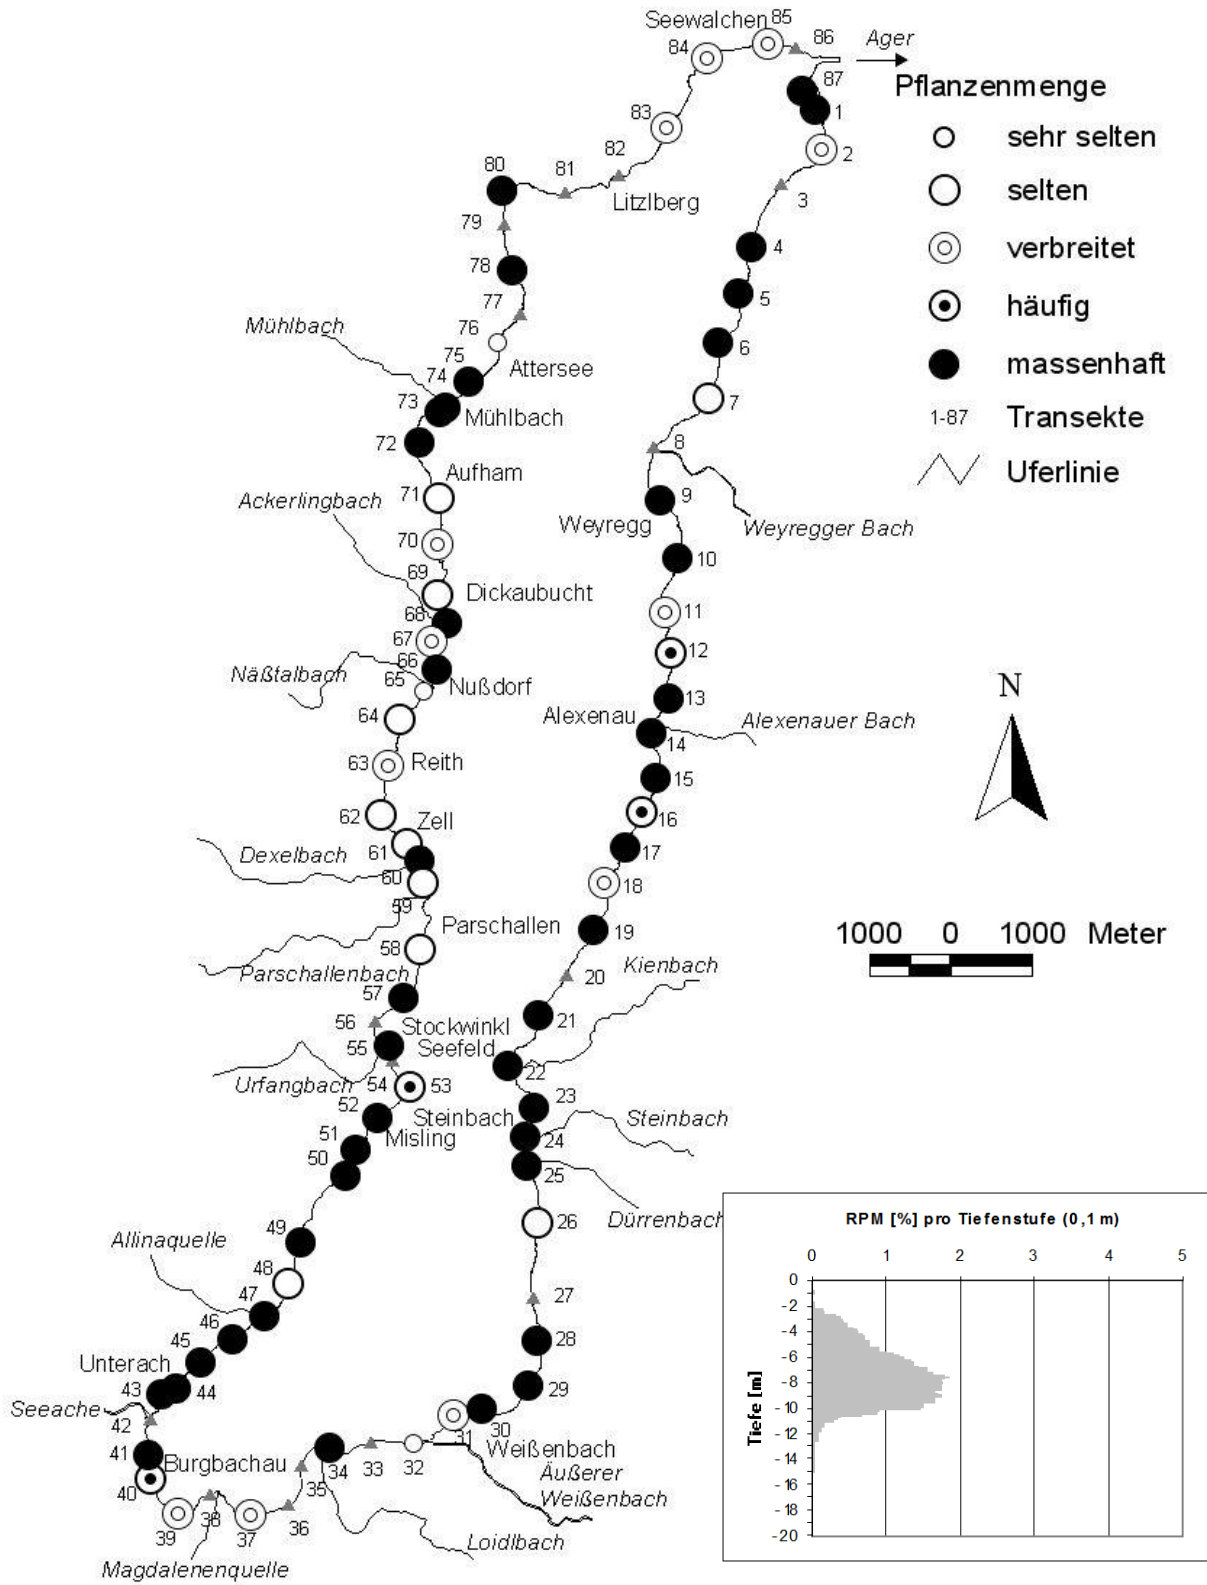 Seewalchen
85
84
86
Ager
87
Pflanzenmenge
83
1
sehr selten
82
2
80
81
selten
3
Litzlberg
79
4
verbreitet
78
77
5
häufig
Mühlbach
76
6
75
Attersee
massenhaft
74
73
7
1-87 Transekte
Mühlbach
72
8
Aufham
Uferlinie
71
9
Ackerlingbach
Weyregg
Weyregger Bach
70
10
69
Dickaubucht
68
11
67
12
66
Näßtalbach
65
Nußdorf
N
13
64
Alexenau
Alexenauer Bach
14
63
Reith
15
62
Zell
16
61
17
Dexelbach
60
18
59
Parschallen
19
58
1000 0 1000 Meter
Parschallenbach
Kienbach
20
57
56
Stockwinkl
21
55
Seefeld
22
Urfangbach
54
53
52
Steinbach
23
Steinbach
51
Misling
24
50
25
26
Dürrenbach
49
Allinaquelle
48
27
47
46
28
45
Unterach
29
43
44
30
Seeache
42
31
41
Burgbachau
34
33
32
Weißenbach
Äußerer
Weißenbach
40
35
39
38
37
36
Loidlbach
Magdalenenquelle
RPM [%] pro Tiefenstufe (0,1 m)
0 1 2 3 4 5
0
-2
-4
-6
-8
-10
-12
-14
-16
-18
-20
Tiefe [m]